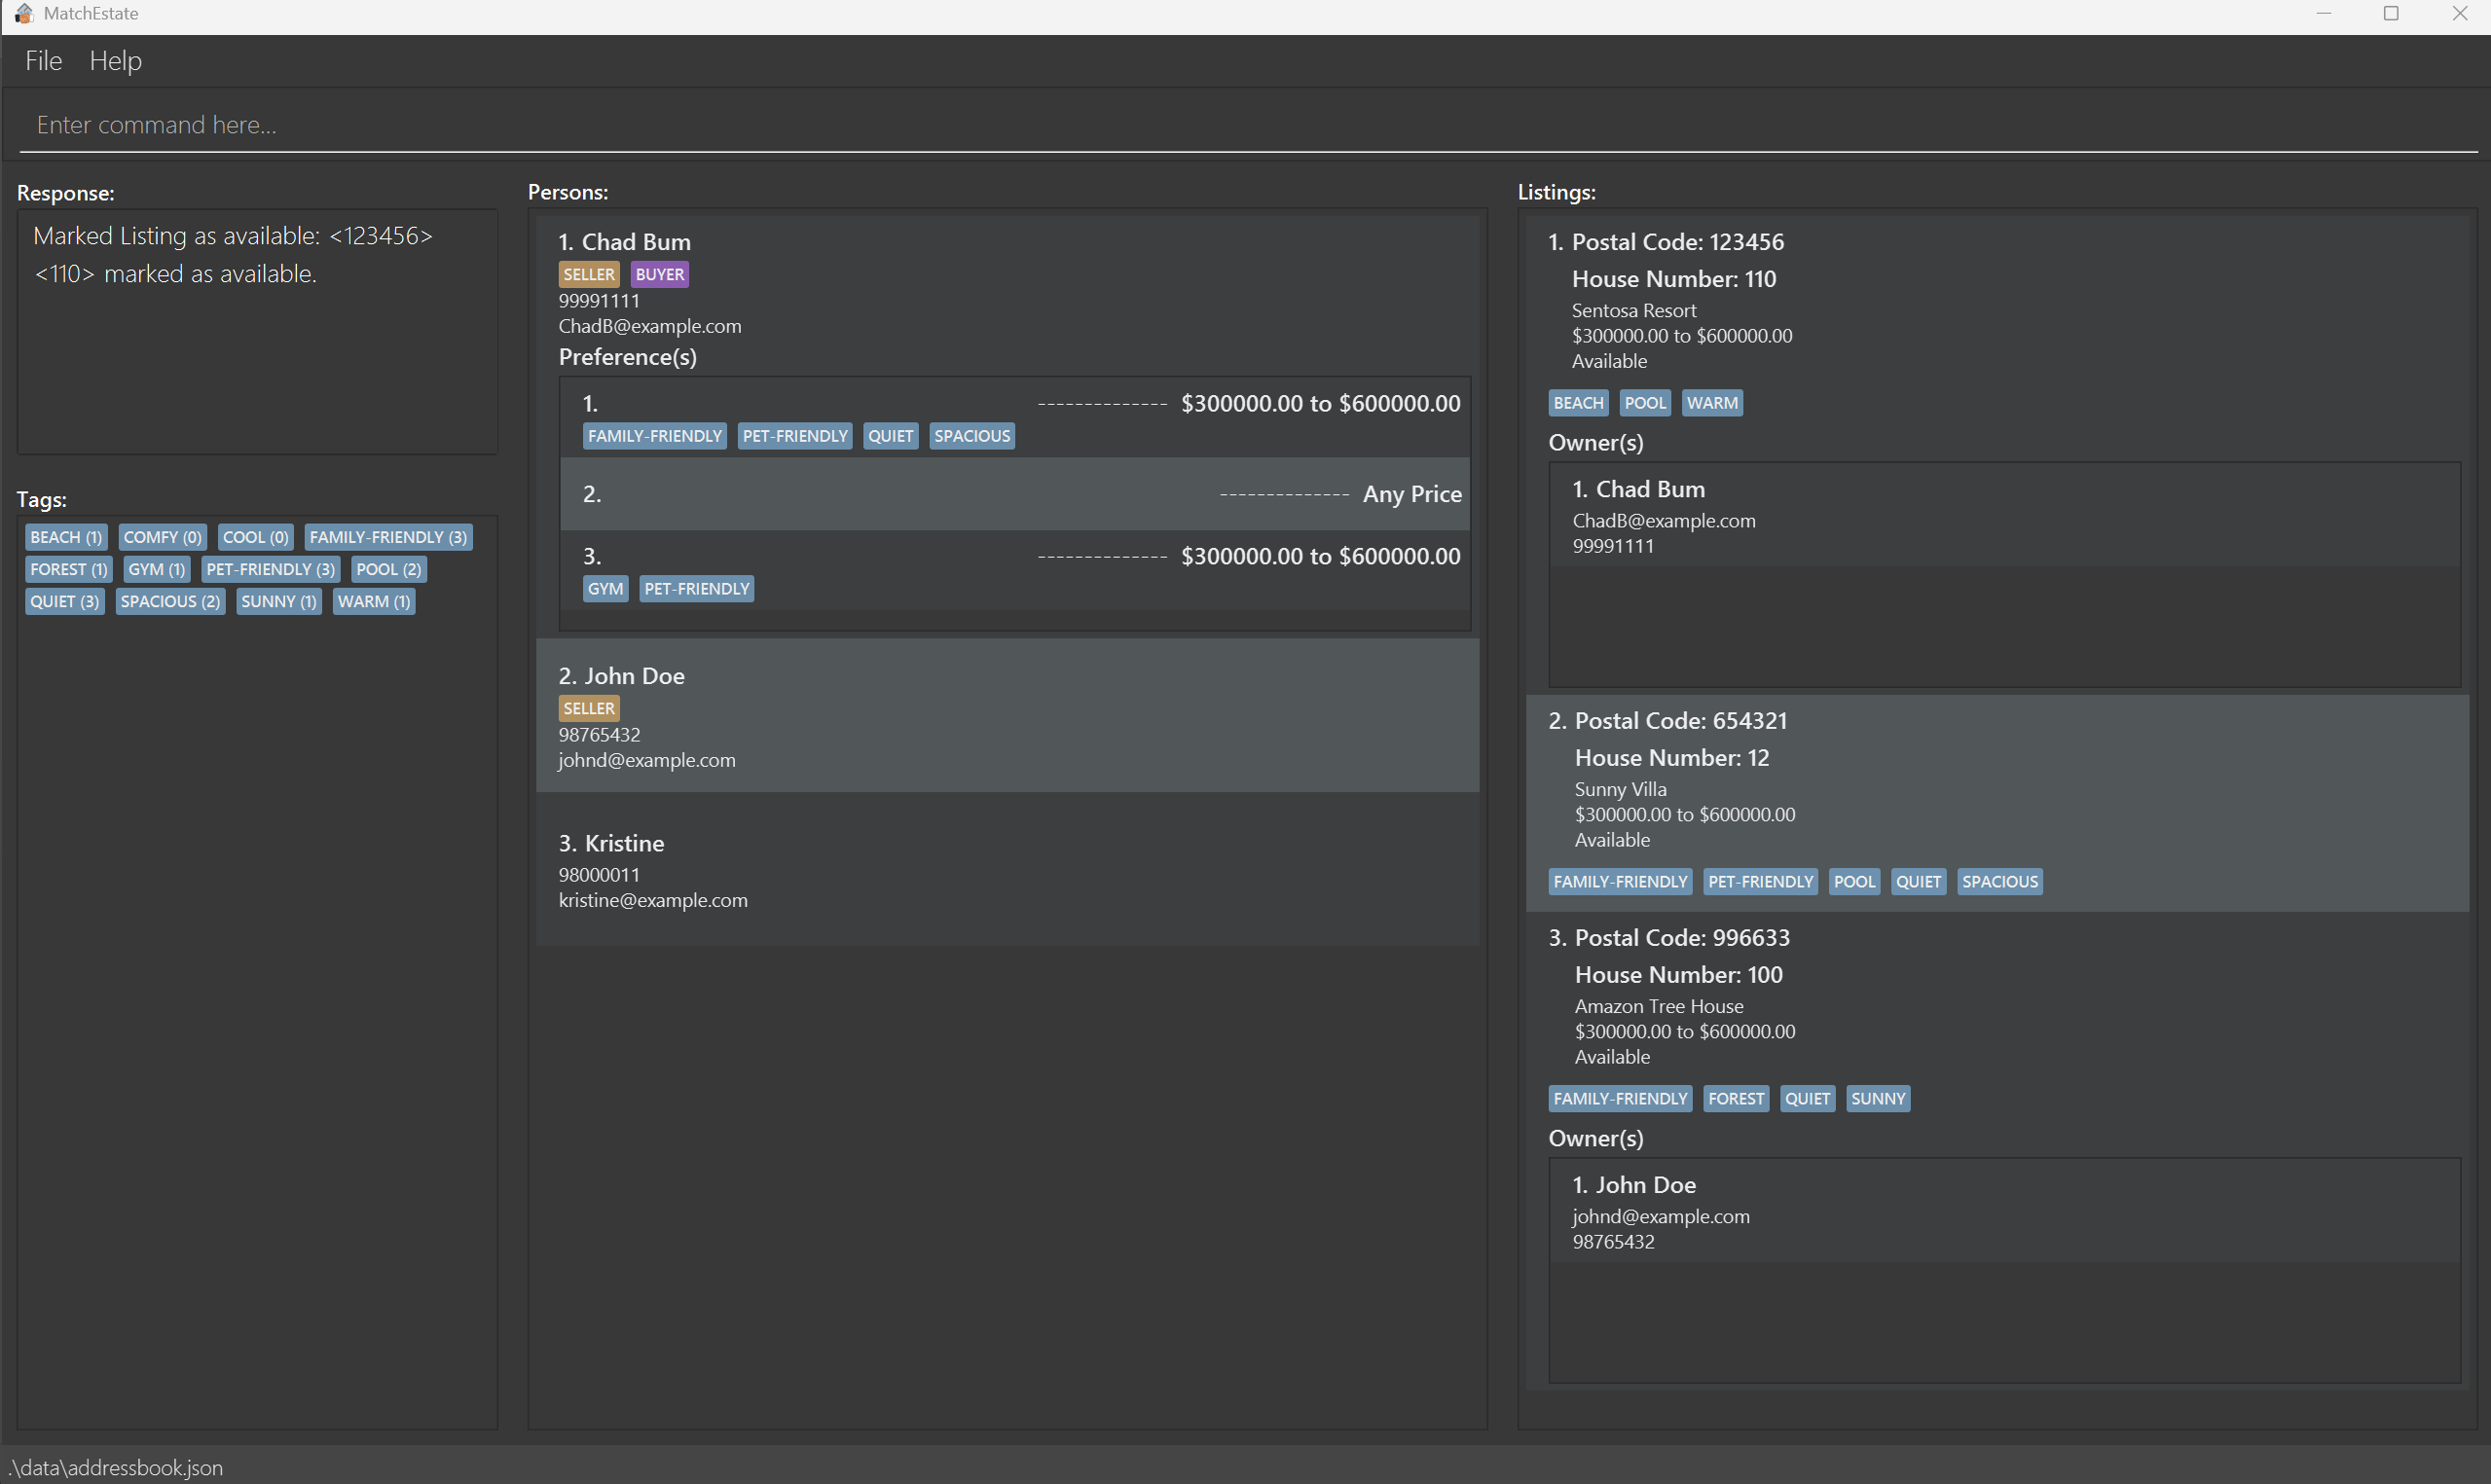 MatchEstate
File Help
Enter command here...
Response:
Marked Listing as available: <123456>
<110> marked as available.
Tags:
BEACH (1) COMFY (0) COOL (0) FAMILY-FRIENDLY (3)
FOREST (1) GYM (1) PET-FRIENDLY (3) POOL (2)
QUIET (3) SPACIOUS (2) SUNNY (1) WARM (1)
Persons:
1. Chad Bum
SELLER BUYER
99991111
ChadB@example.com
Preference(s)
1. -------------- $300000.00 to $600000.00
FAMILY-FRIENDLY PET-FRIENDLY QUIET SPACIOUS
2. -------------- Any Price
3. -------------- $300000.00 to $600000.00
GYM PET-FRIENDLY
2. John Doe
SELLER
98765432
johnd@example.com
3. Kristine
98000011
kristine@example.com
Listings:
1. Postal Code: 123456
House Number: 110
Sentosa Resort
$300000.00 to $600000.00
Available
BEACH POOL WARM
Owner(s)
1. Chad Bum
ChadB@example.com
99991111
2. Postal Code: 654321
House Number: 12
Sunny Villa
$300000.00 to $600000.00
Available
FAMILY-FRIENDLY PET-FRIENDLY POOL QUIET SPACIOUS
3. Postal Code: 996633
House Number: 100
Amazon Tree House
$300000.00 to $600000.00
Available
FAMILY-FRIENDLY FOREST QUIET SUNNY
Owner(s)
1. John Doe
johnd@example.com
98765432
.\data\addressbook.json